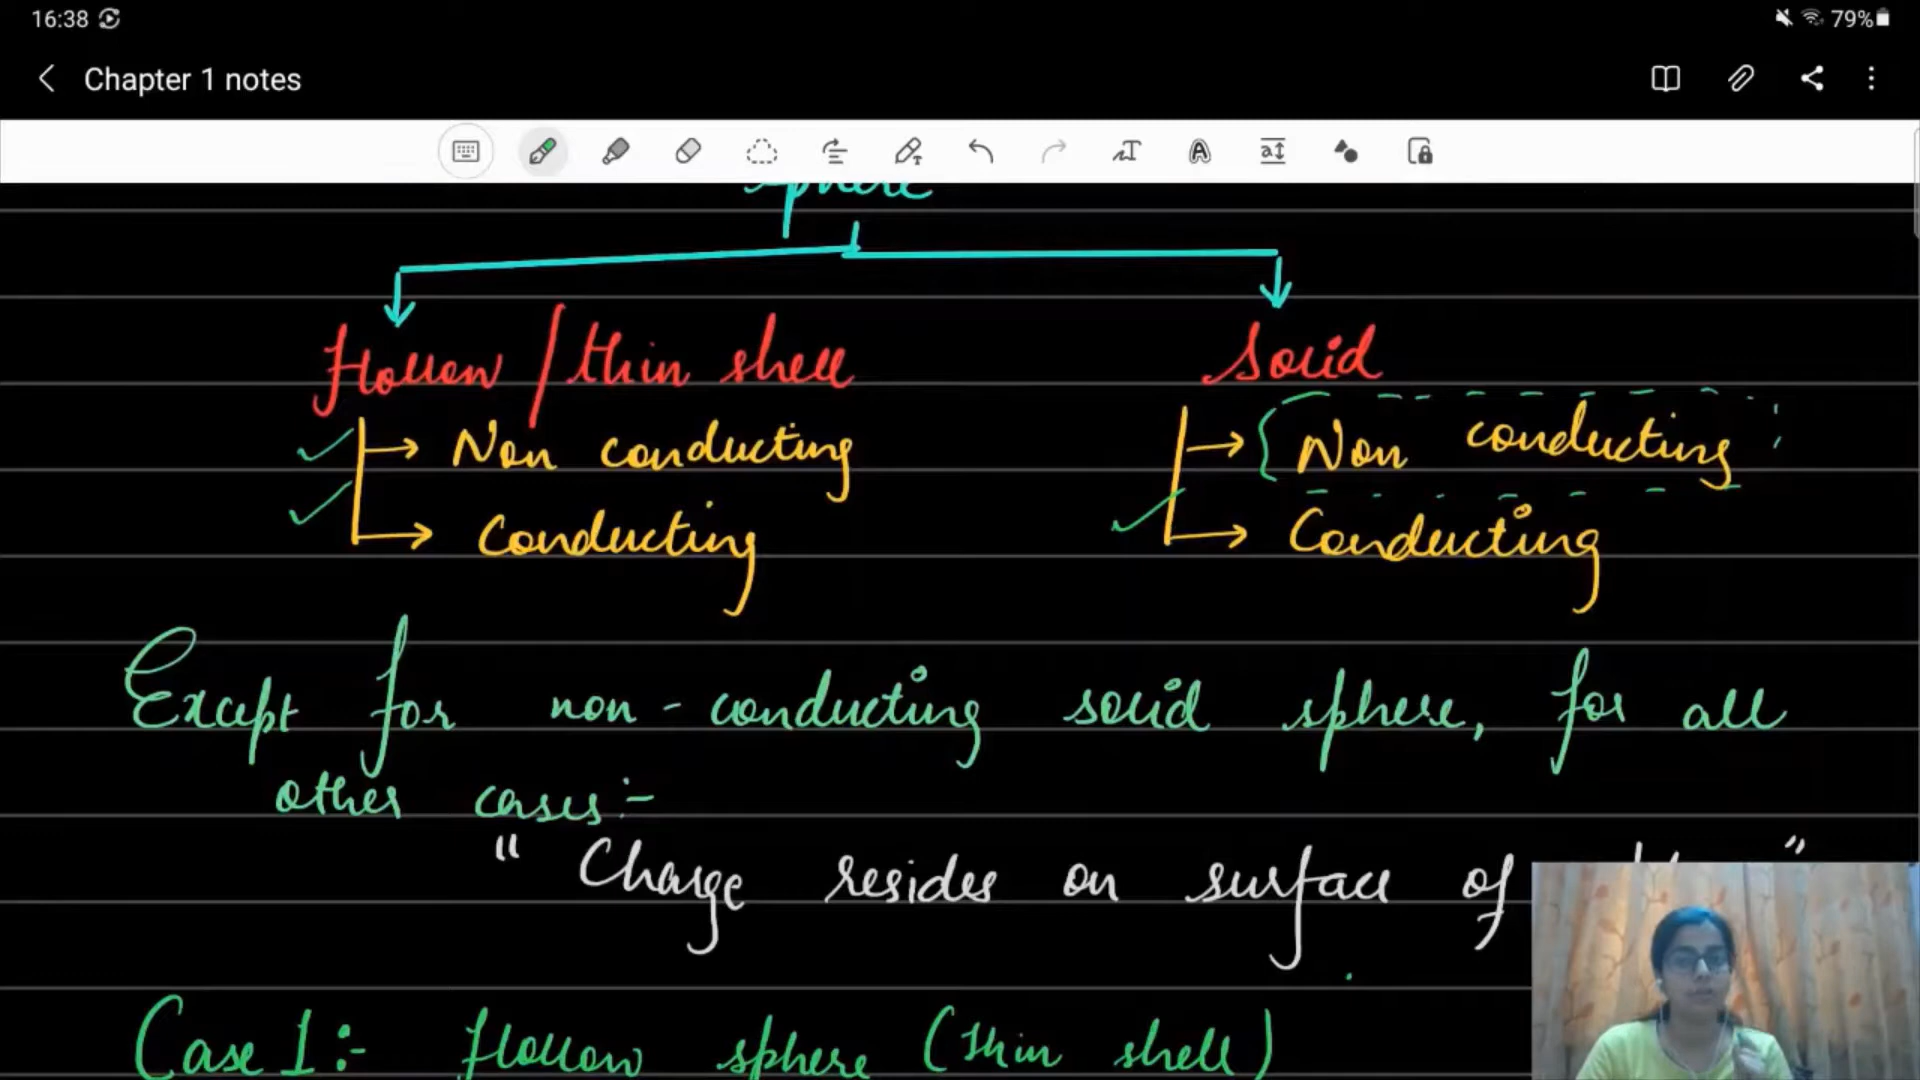 16:38 79%
Chapter 1 notes
sphere
Hollow / thin shell Solid
→ Non conducting → Non conducting
→ Conducting → Conducting
Except for non-conducting solid sphere, for all
other cases:-
" Charge resides on surface of "
Case 1:- Hollow sphere (thin shell)